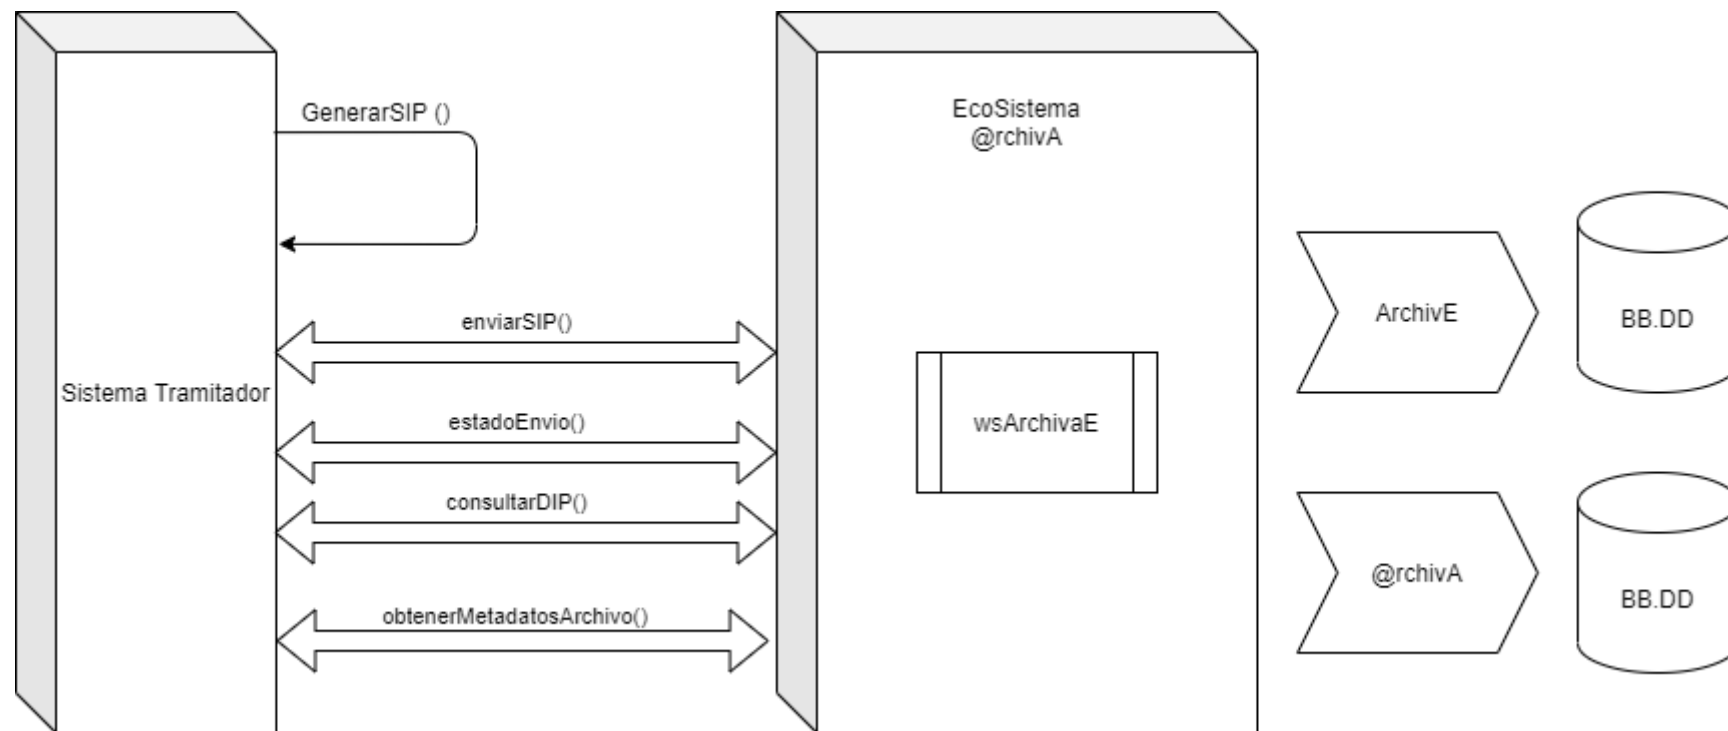 GenerarSIP ()
EcoSistema
@rchivA
enviarSIP()
ArchivE
BB.DD
Sistema Tramitador
estadoEnvio()
wsArchivaE
consultarDIP()
@rchivA
BB.DD
obtenerMetadatosArchivo()